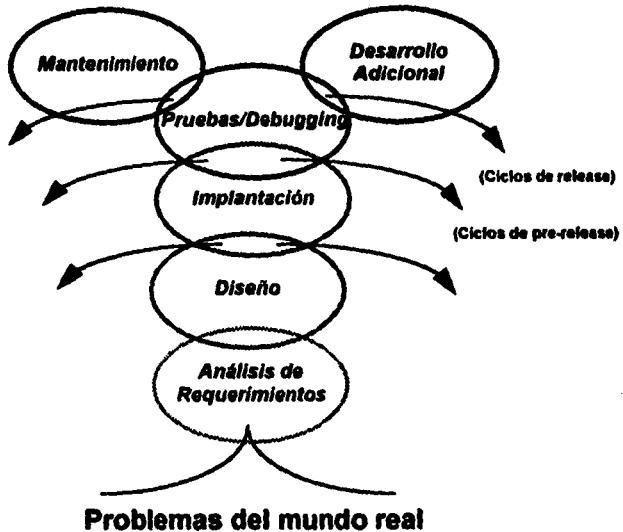 Mantenimiento
Desarrollo
Adicional
Pruebas/Debugging
(Ciclos de release)
Implantación
(Ciclos de pre-release)
Diseño
Análisis de
Requerimientos
Problemas del mundo real